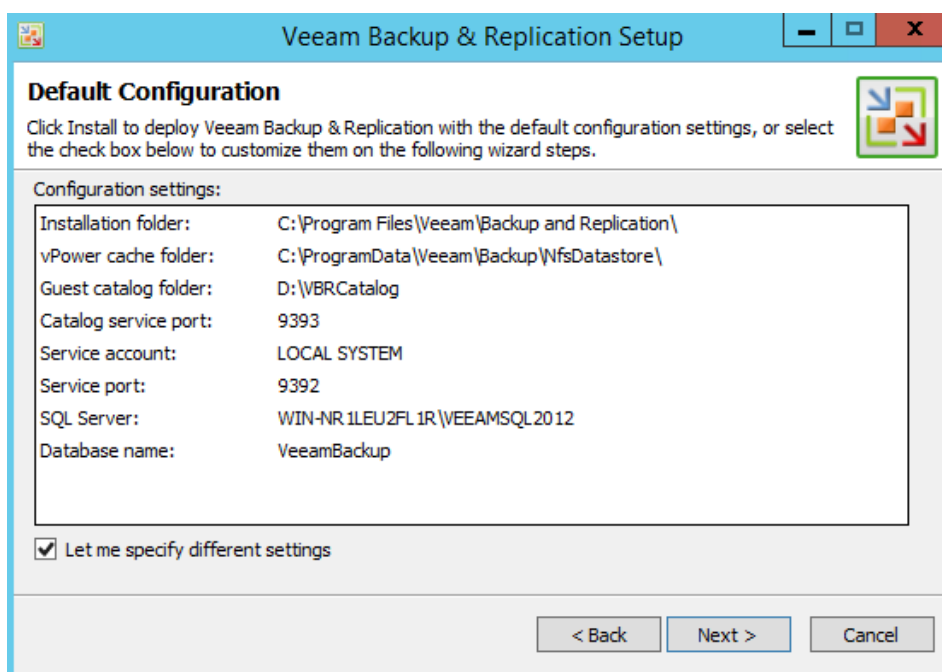 Veeam Backup & Replication Setup
Default Configuration
Click Install to deploy Veeam Backup & Replication with the default configuration settings, or select
the check box below to customize them on the following wizard steps.
Configuration settings:
Installation folder: C:\Program Files\Veeam\Backup and Replication\
vPower cache folder: C:\ProgramData\Veeam\Backup\NfsDatastore\
Guest catalog folder: D:\VBRCatalog
Catalog service port: 9393
Service account: LOCAL SYSTEM
Service port: 9392
SQL Server: WIN-NR1LEU2FL1R\VEEAMSQL2012
Database name: VeeamBackup
Let me specify different settings
< Back Next > Cancel